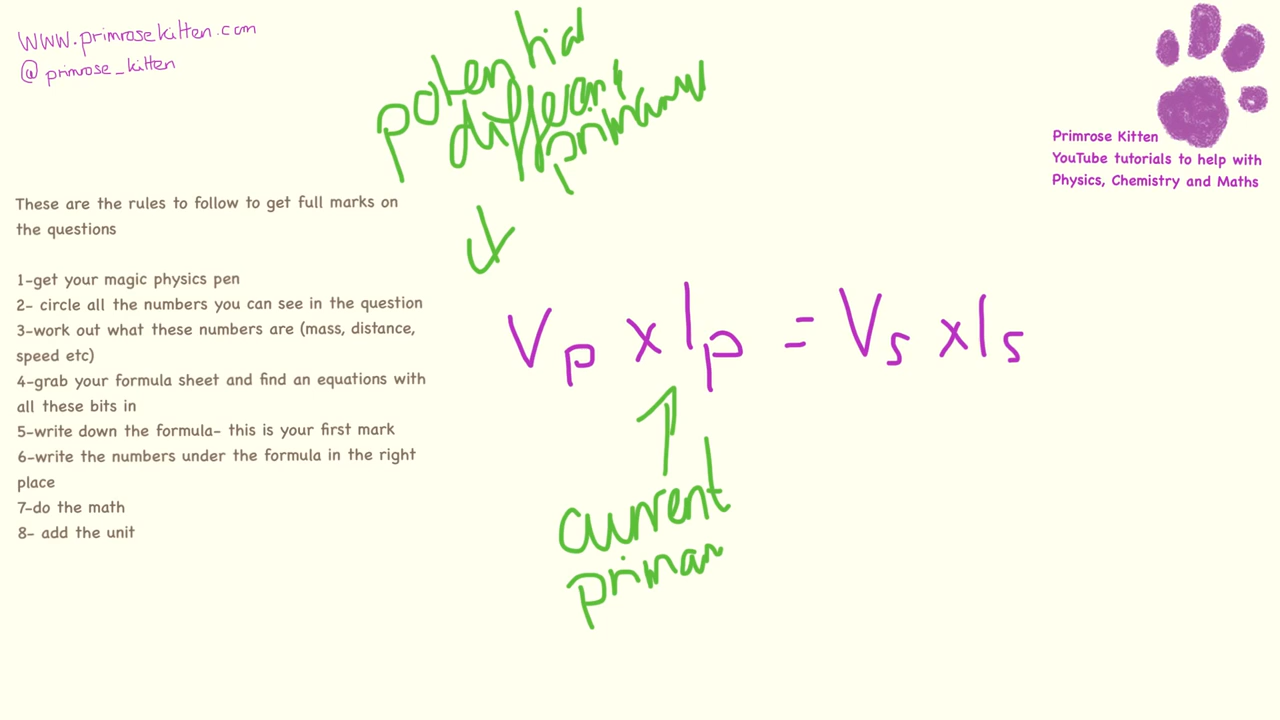 www.primrosekitten.com
@primrose_kitten
potential
different
primary
Primrose Kitten
YouTube tutorials to help with
Physics, Chemistry and Maths
These are the rules to follow to get full marks on
the questions
1-get your magic physics pen
2- circle all the numbers you can see in the question
3-work out what these numbers are (mass, distance,
speed etc)
4-grab your formula sheet and find an equations with
all these bits in
5-write down the formula- this is your first mark
6-write the numbers under the formula in the right
place
7-do the math
8- add the unit
Vp x Ip = Vs x Is
current
primar